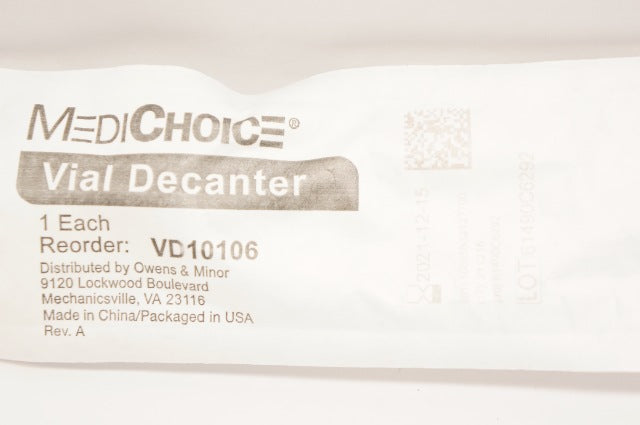 MEDICHOICE®
Vial Decanter
1 Each
Reorder: VD10106
Distributed by Owens & Minor
9120 Lockwood Boulevard
Mechanicsville, VA 23116
Made in China/Packaged in USA
Rev. A
2021-12-15
LOT